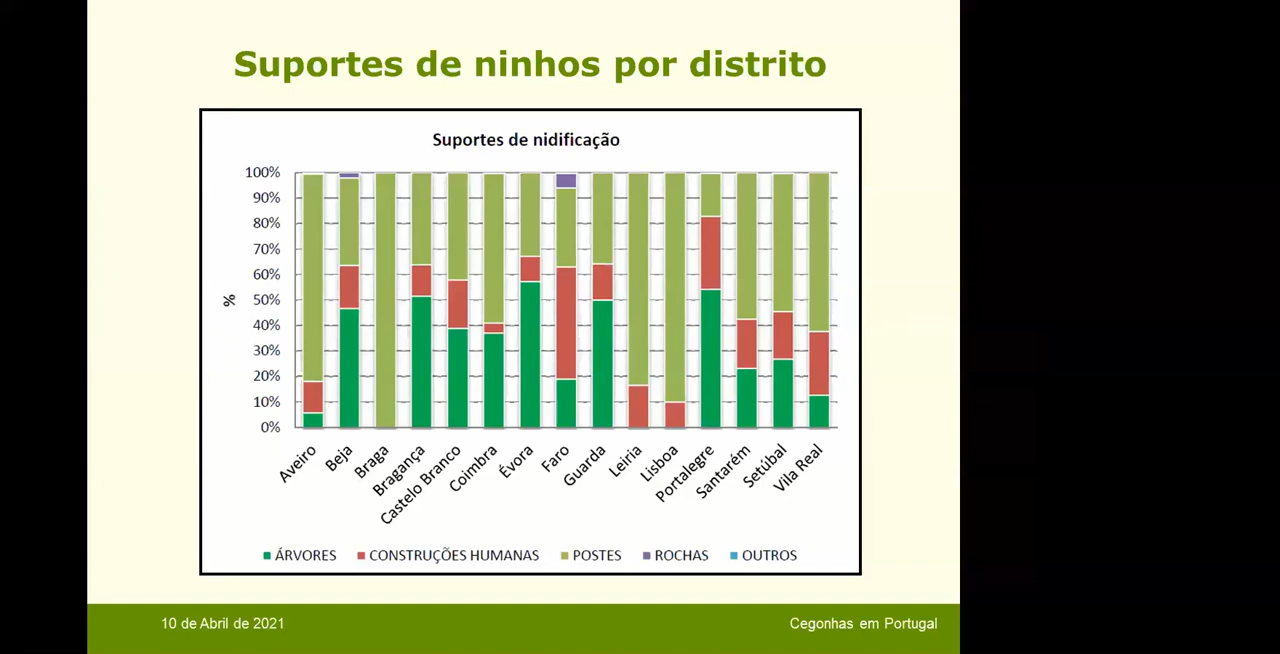 Suportes de ninhos por distrito
Suportes de nidificação
100%
90%
80%
70%
60%
50%
40%
30%
20%
10%
0%
%
Aveiro
Beja
Braga
Bragança
Castelo Branco
Coimbra
Évora
Faro
Guarda
Leiria
Lisboa
Portalegre
Santarém
Setúbal
Vila Real
ÁRVORES CONSTRUÇÕES HUMANAS POSTES ROCHAS OUTROS
10 de Abril de 2021 Cegonhas em Portugal